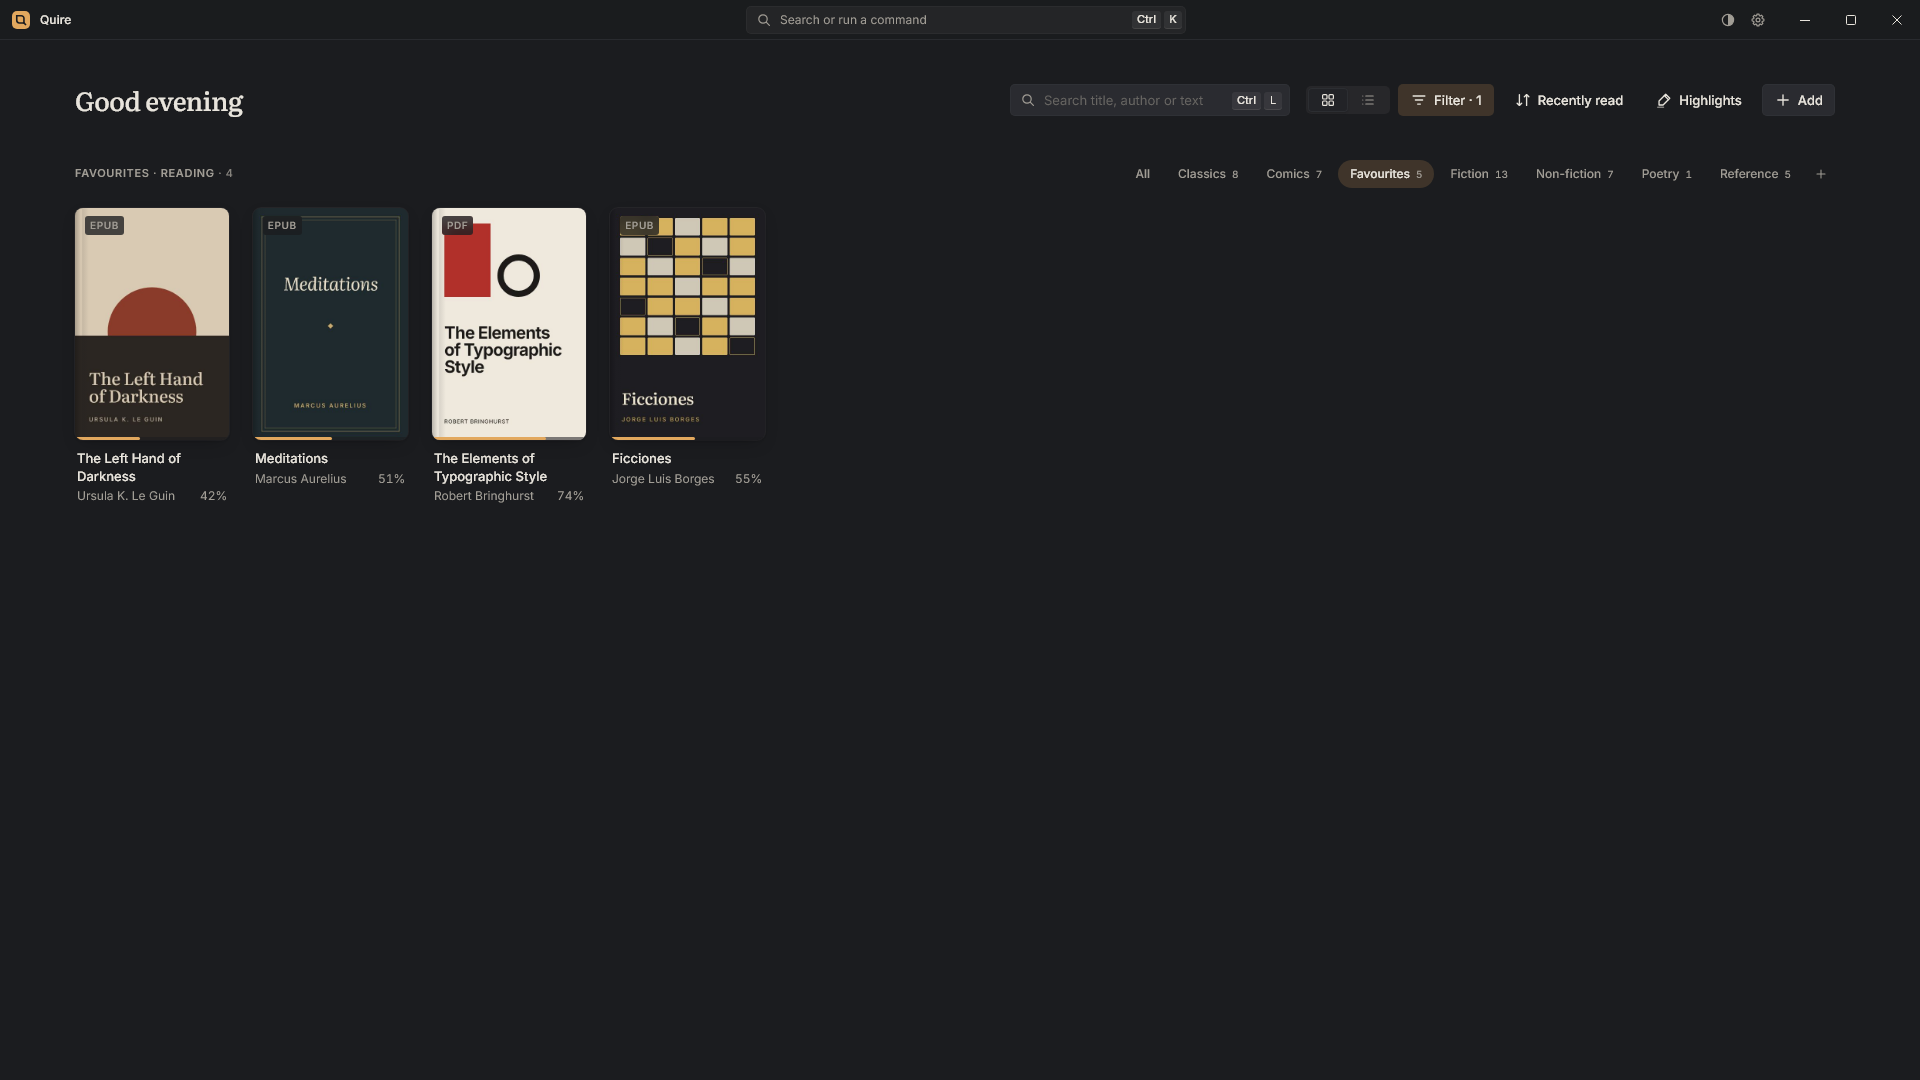 Quire
Search or run a command
Ctrl K
Good evening
Search title, author or text
Ctrl L
Filter · 1
Recently read
Highlights
Add
FAVOURITES · READING · 4
All
Classics 8
Comics 7
Favourites 5
Fiction 13
Non-fiction 7
Poetry 1
Reference 5
EPUB
The Left Hand
of Darkness
URSULA K. LE GUIN
The Left Hand of
Darkness
Ursula K. Le Guin 42%
EPUB
Meditations
MARCUS AURELIUS
Meditations
Marcus Aurelius 51%
PDF
The Elements
of Typographic
Style
ROBERT BRINGHURST
The Elements of
Typographic Style
Robert Bringhurst 74%
EPUB
Ficciones
JORGE LUIS BORGES
Ficciones
Jorge Luis Borges 55%